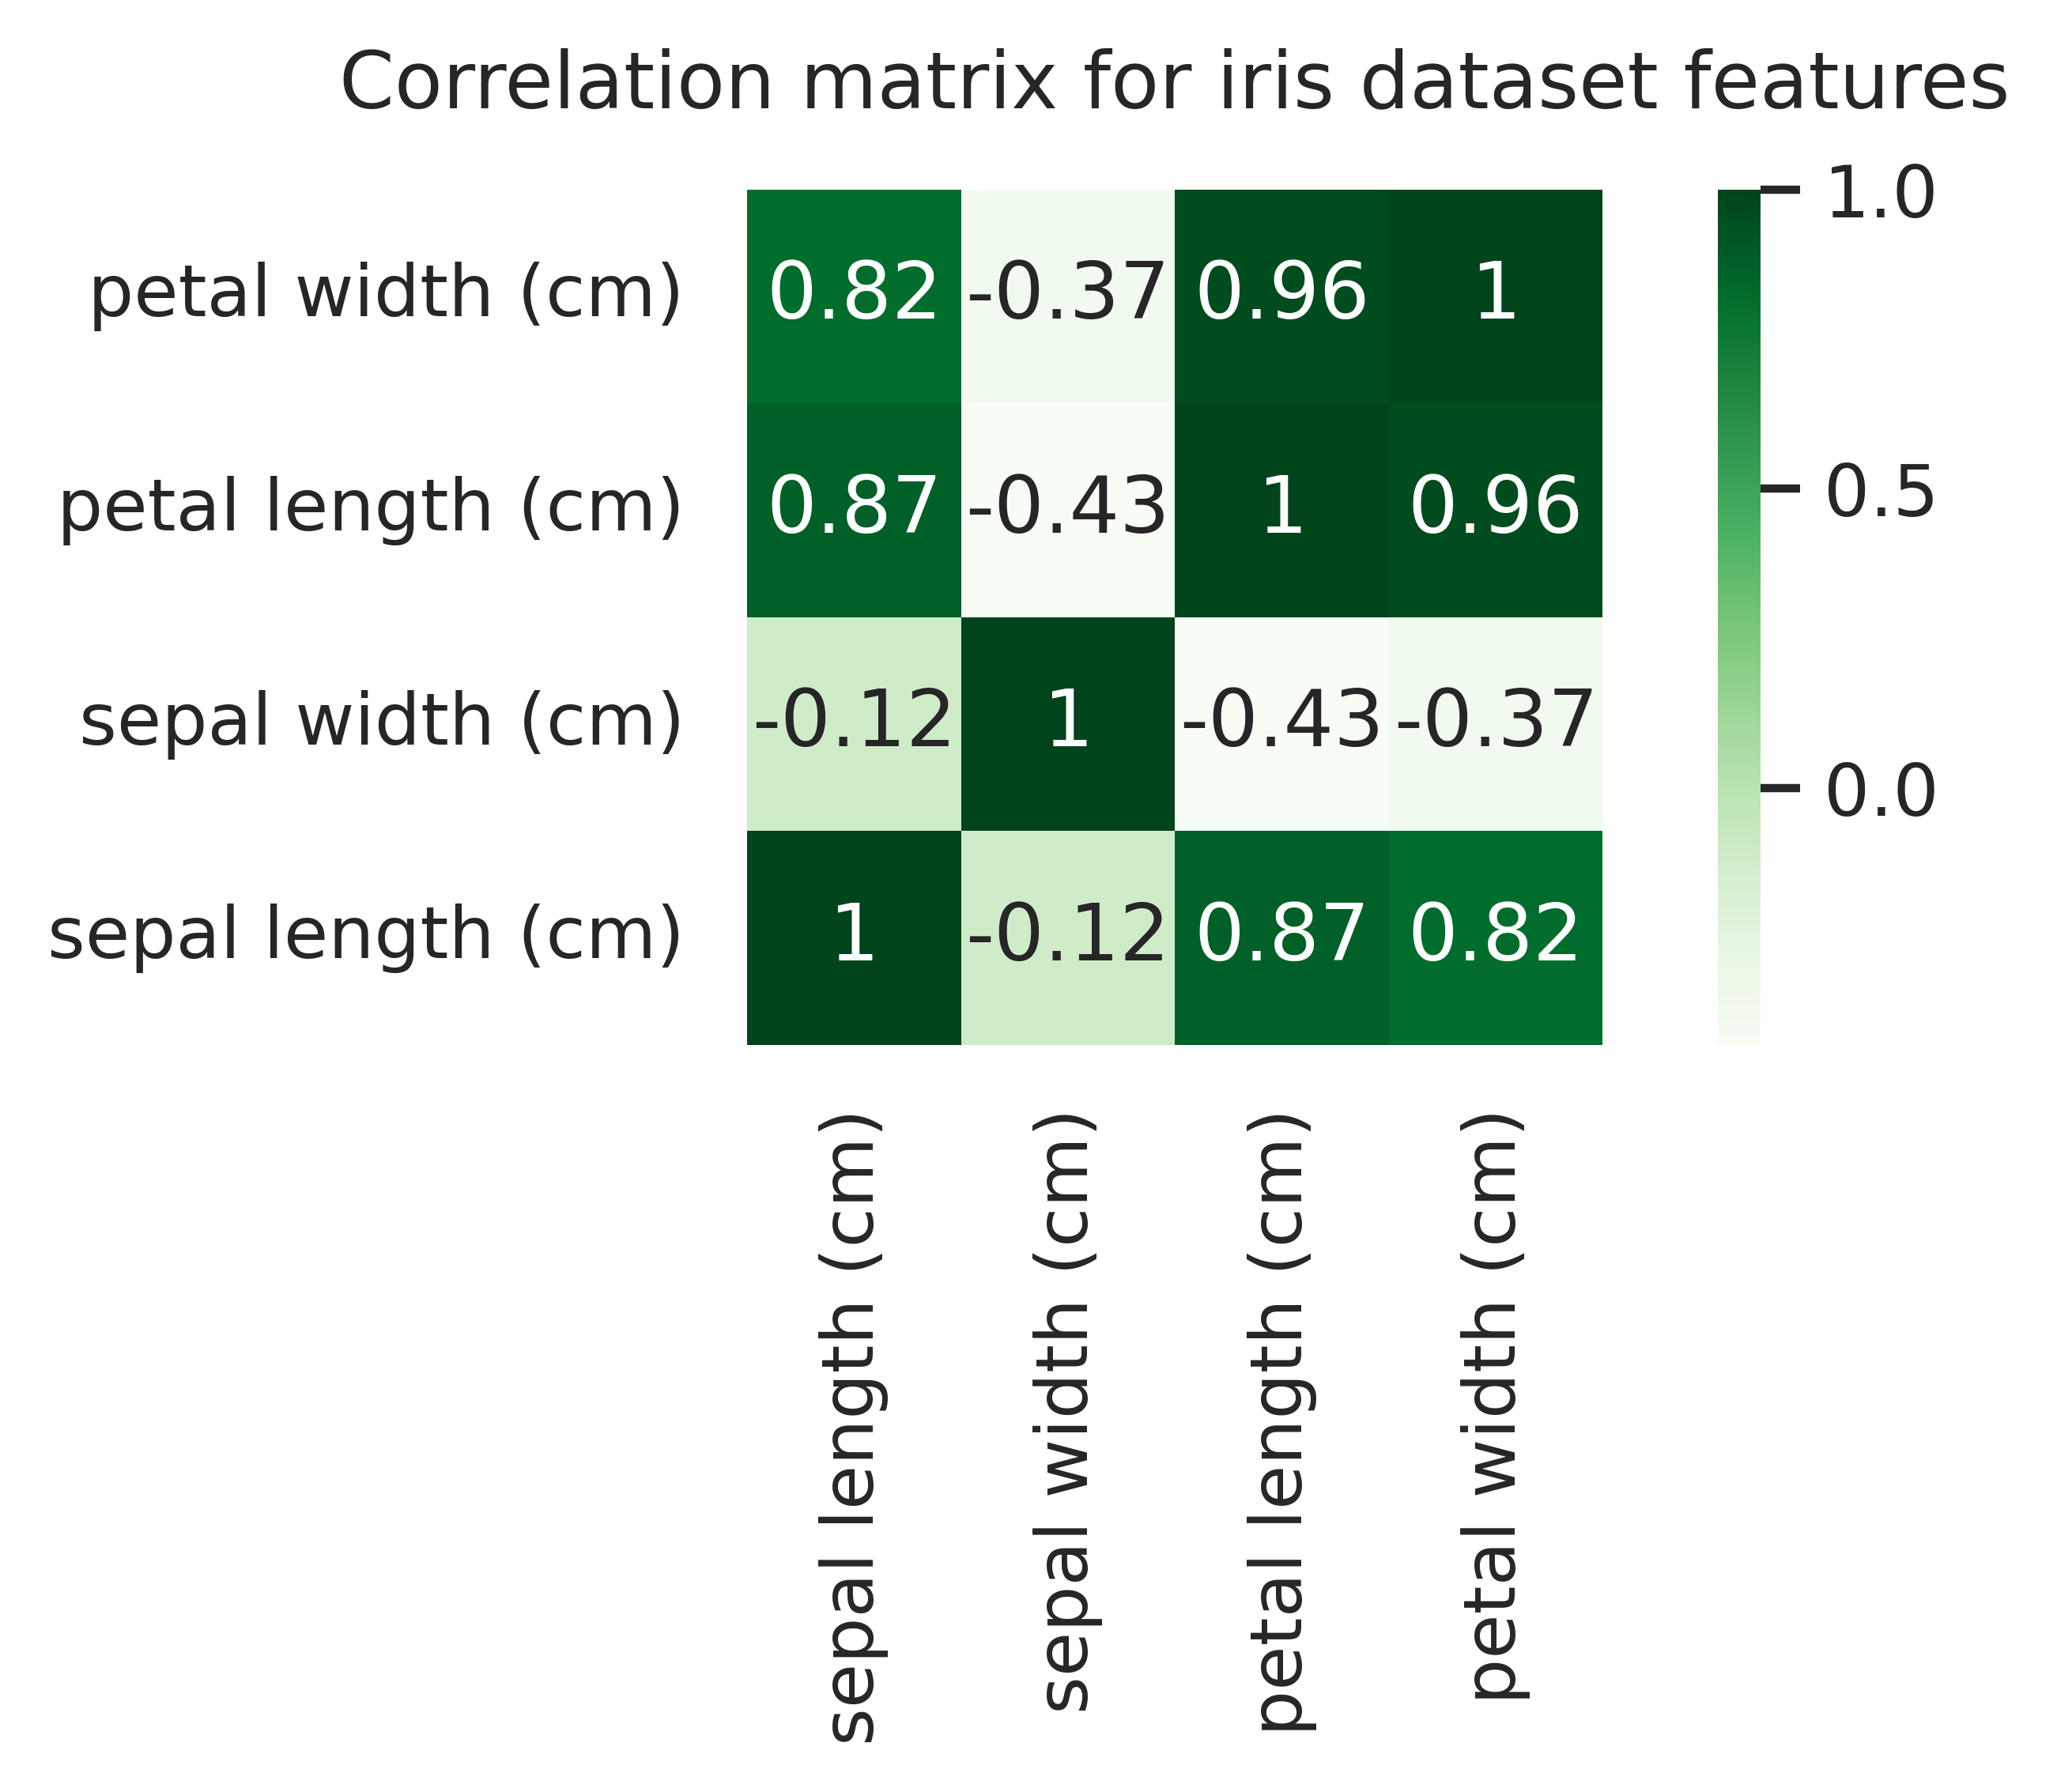 Correlation matrix for iris dataset features
petal width (cm) 0.82 -0.37 0.96 1
petal length (cm) 0.87 -0.43 1 0.96
sepal width (cm) -0.12 1 -0.43 -0.37
sepal length (cm) 1 -0.12 0.87 0.82
1.0
0.5
0.0
sepal length (cm)
sepal width (cm)
petal length (cm)
petal width (cm)